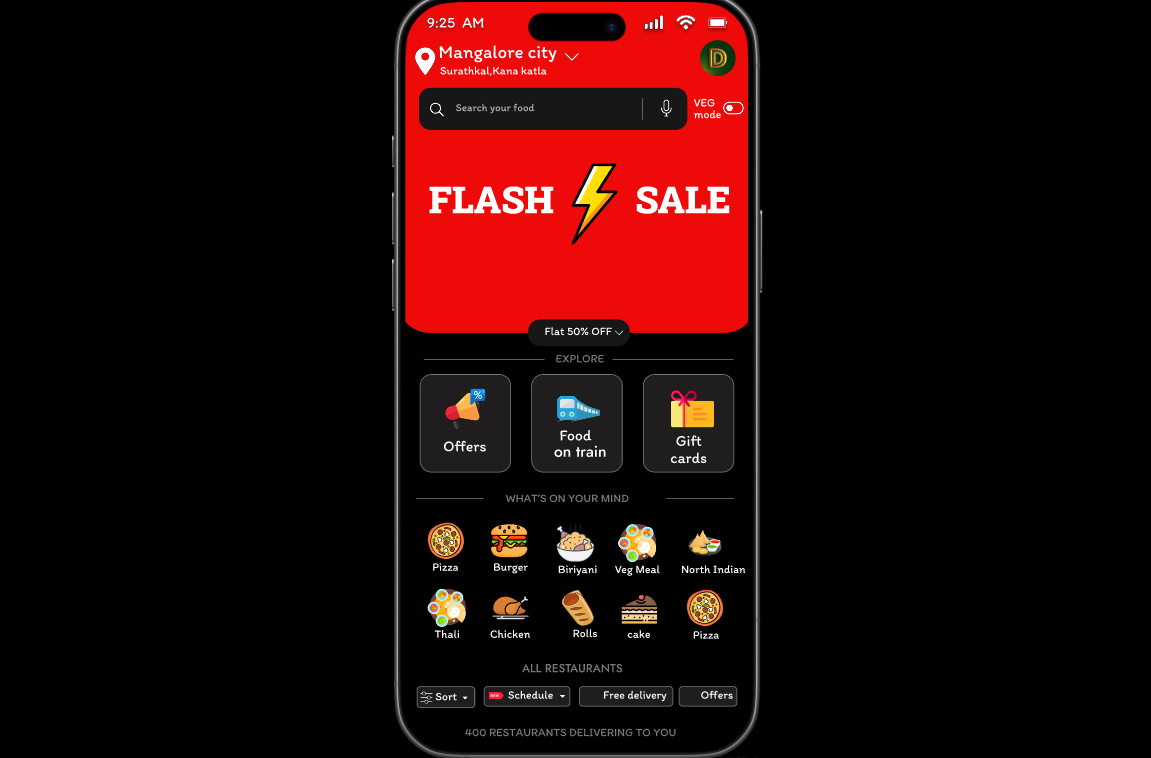 9:25 AM
Mangalore city
Surathkal,Kana katla
D
Search your food
VEG
mode
FLASH SALE
Flat 50% OFF
EXPLORE
%
Offers
Food
on train
Gift
cards
WHAT'S ON YOUR MIND
Pizza Burger Biriyani Veg Meal North Indian
Thali Chicken Rolls cake Pizza
ALL RESTAURANTS
Sort NEW Schedule Free delivery Offers
400 RESTAURANTS DELIVERING TO YOU